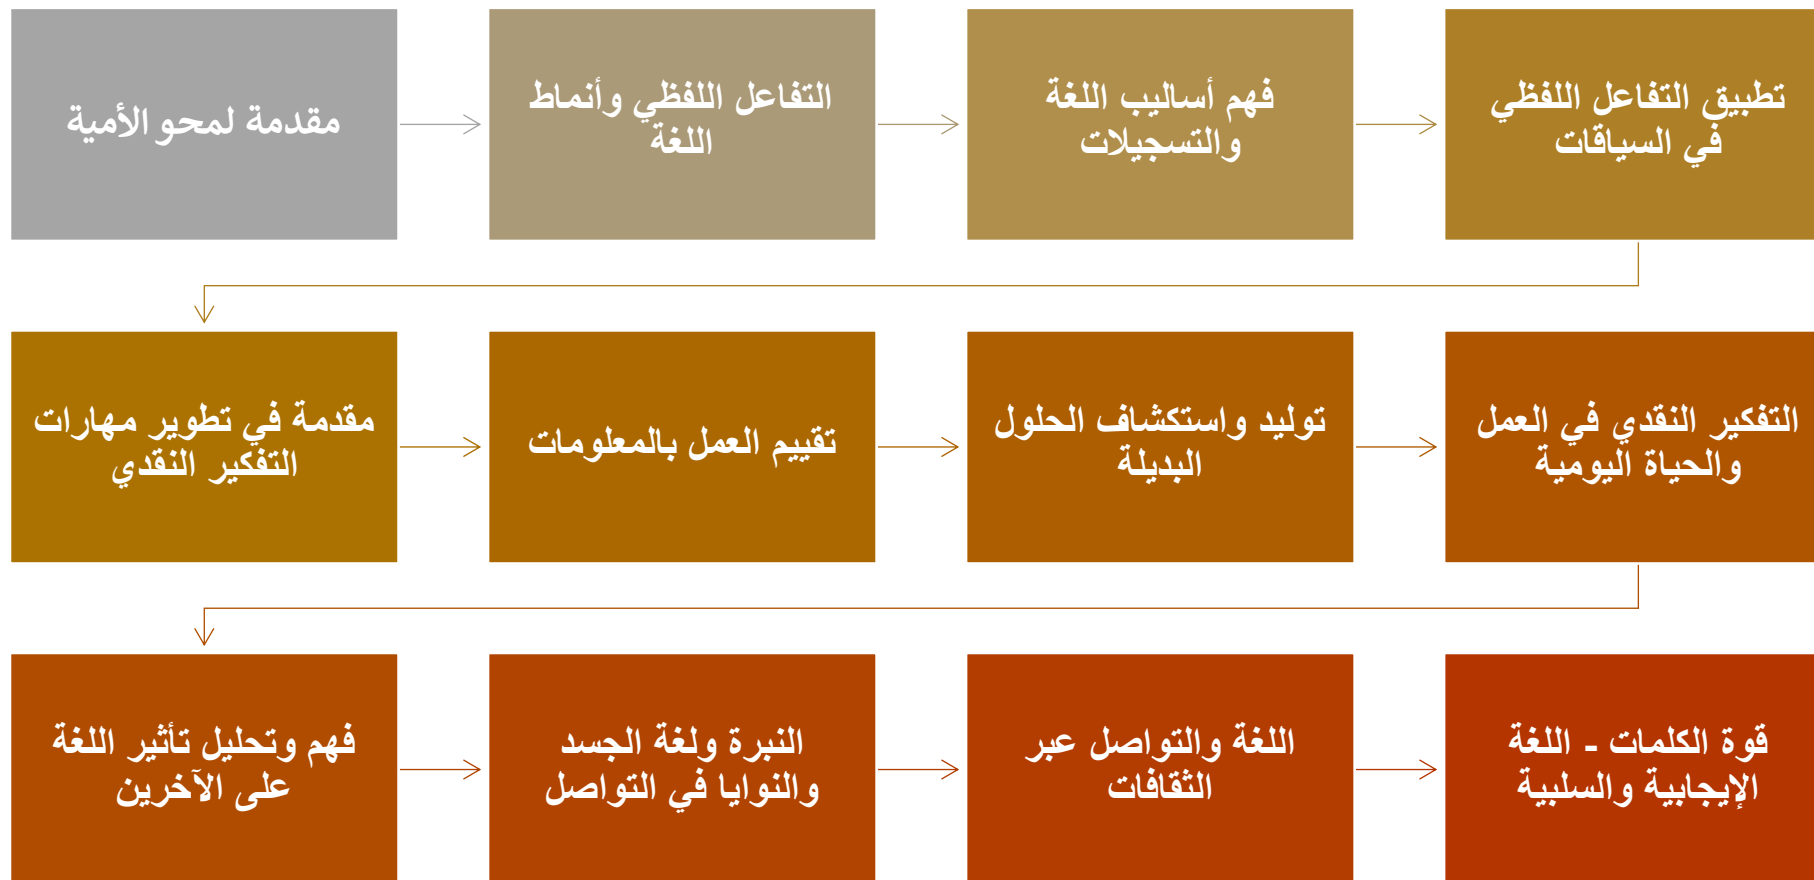 مقدمة لمحو الأمية
التفاعل اللفظي وأنماط
اللغة
فهم أساليب اللغة
والتسجيلات
تطبيق التفاعل اللفظي
في السياقات
مقدمة في تطوير مهارات
التفكير النقدي
تقييم العمل بالمعلومات
توليد واستكشاف الحلول
البديلة
التفكير النقدي في العمل
والحياة اليومية
فهم وتحليل تأثير اللغة
على الآخرين
النبرة ولغة الجسد
والنوايا في التواصل
اللغة والتواصل عبر
الثقافات
قوة الكلمات - اللغة
الإيجابية والسلبية